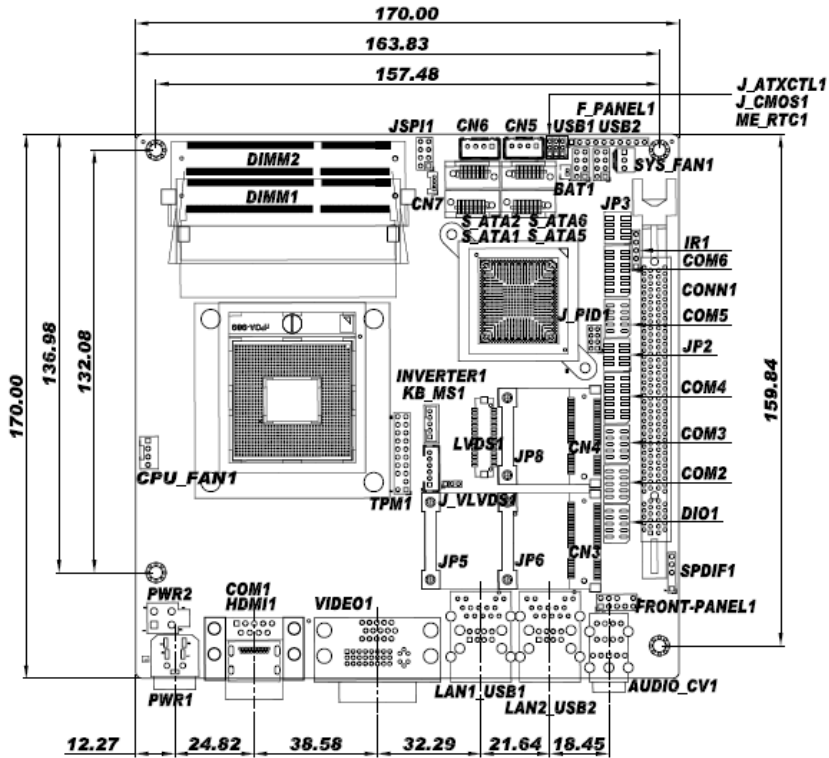 170.00
163.83
157.48
J_ATXCTL1
J_CMOS1
ME_RTC1
F_PANEL1
JSPI1
CN6
CN5
USB1
USB2
SYS_FAN1
DIMM2
DIMM1
CN7
BAT1
S_ATA2
S_ATA6
S_ATA1
S_ATA5
JP3
IR1
COM6
CONN1
J_PID1
COM5
JP2
COM4
COM3
COM2
DIO1
rPGA-989
170.00
136.98
132.08
159.84
INVERTER1
KB_MS1
LVDS1
JP8
CN4
CPU_FAN1
TPM1
J_VLVDS1
JP5
JP6
CN3
SPDIF1
PWR2
COM1
HDMI1
VIDEO1
FRONT-PANEL1
PWR1
LAN1_USB1
LAN2_USB2
AUDIO_CV1
12.27
24.82
38.58
32.29
21.64
18.45